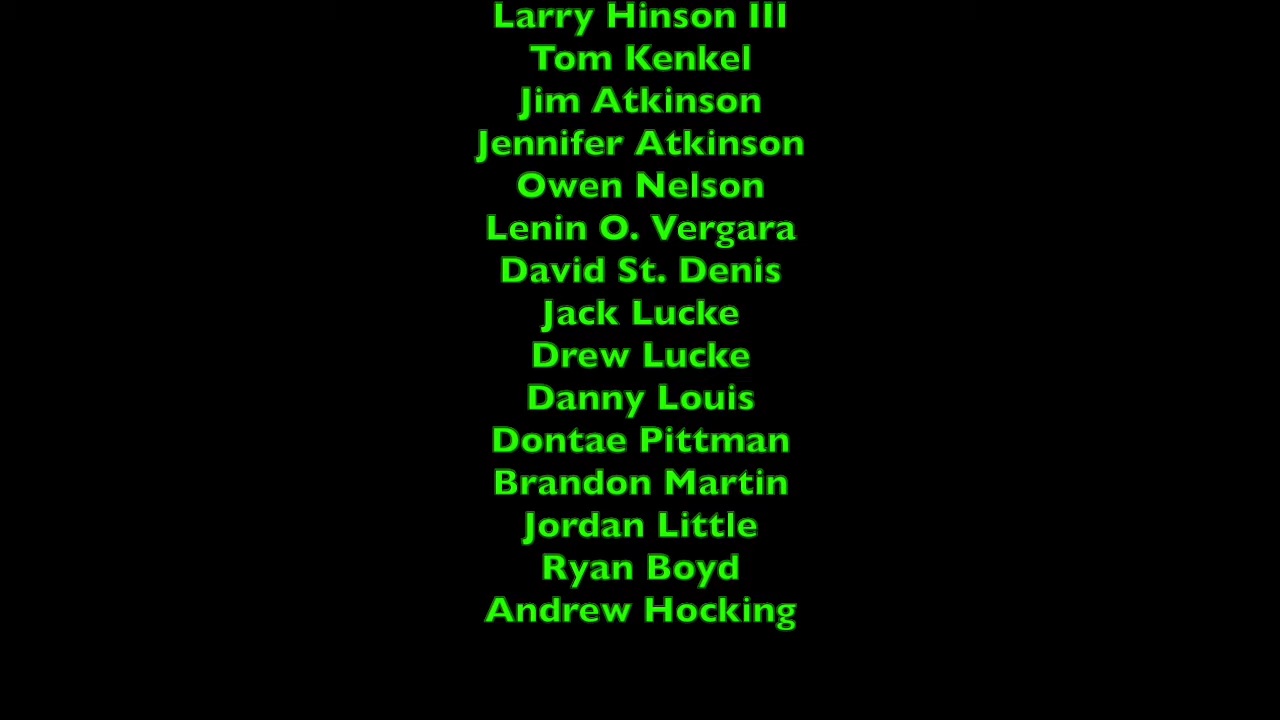 Larry Hinson III
Tom Kenkel
Jim Atkinson
Jennifer Atkinson
Owen Nelson
Lenin O. Vergara
David St. Denis
Jack Lucke
Drew Lucke
Danny Louis
Dontae Pittman
Brandon Martin
Jordan Little
Ryan Boyd
Andrew Hocking